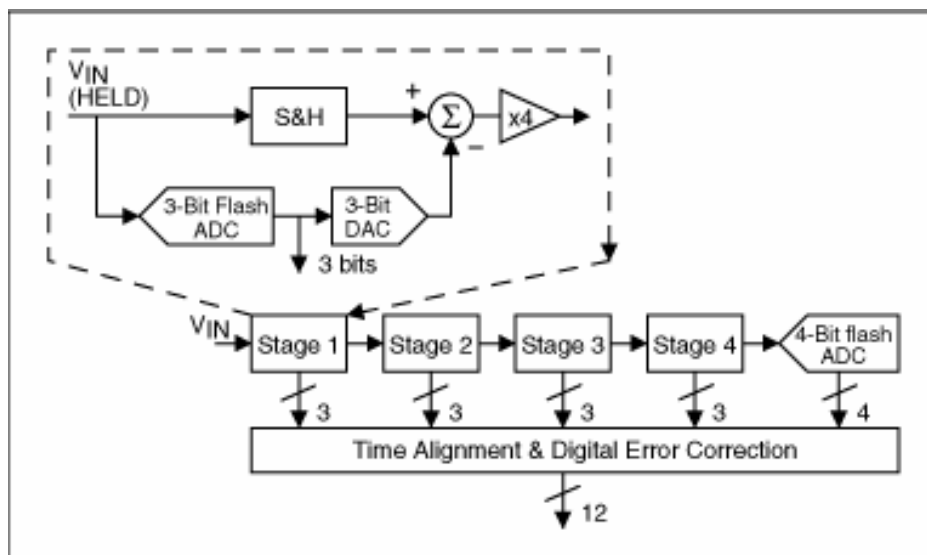 VIN
(HELD)
S&H
+
Σ
−
x4
3-Bit Flash
ADC
3-Bit
DAC
3 bits
VIN
Stage 1
Stage 2
Stage 3
Stage 4
4-Bit flash
ADC
3
3
3
3
4
Time Alignment & Digital Error Correction
12